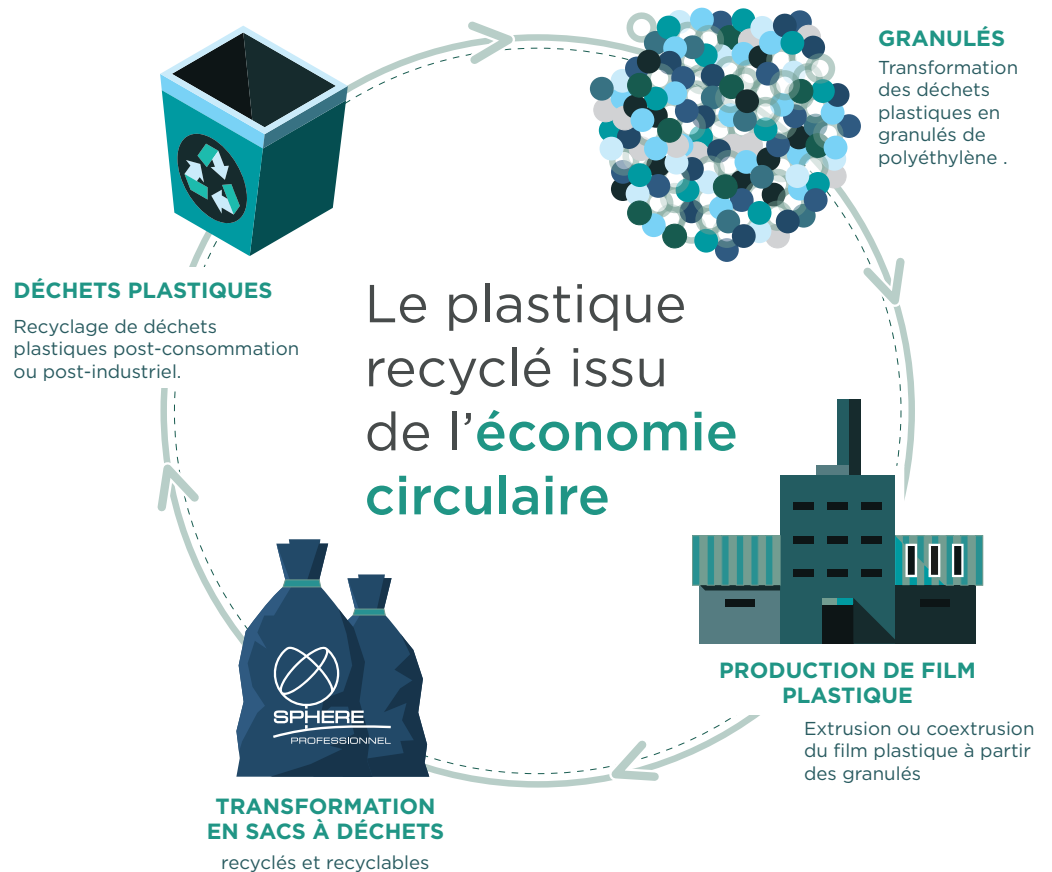 GRANULÉS
Transformation
des déchets
plastiques en
granulés de
polyéthylène .
DÉCHETS PLASTIQUES
Recyclage de déchets
plastiques post-consommation
ou post-industriel.
Le plastique
recyclé issu
de l’économie
circulaire
PRODUCTION DE FILM
PLASTIQUE
Extrusion ou coextrusion
du film plastique à partir
des granulés
SPHERE
PROFESSIONNEL
TRANSFORMATION
EN SACS À DÉCHETS
recyclés et recyclables